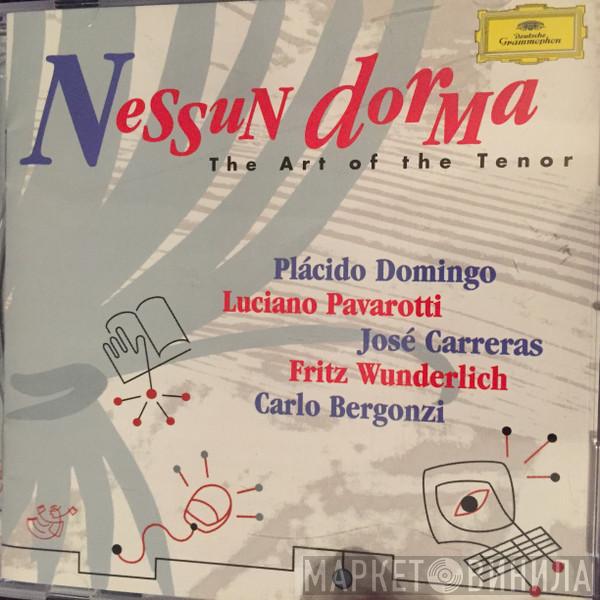 Deutsche
Grammophon
Nessun dorma
The Art of the Tenor
Plácido Domingo
Luciano Pavarotti
José Carreras
Fritz Wunderlich
Carlo Bergonzi
МАРКЕТ ВИНИЛА